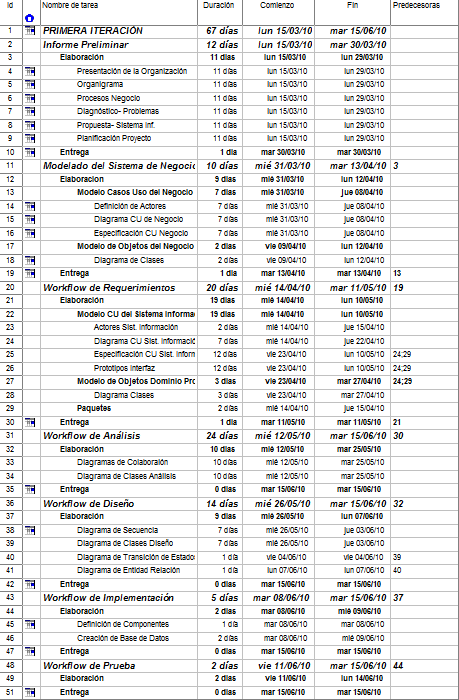 Id Nombre de tarea Duración Comienzo Fin Predecesoras
1 PRIMERA ITERACIÓN 67 días lun 15/03/10 mar 15/06/10
2 Informe Preliminar 12 días lun 15/03/10 mar 30/03/10
3 Elaboración 11 días lun 15/03/10 lun 29/03/10
4 Presentación de la Organización 11 días lun 15/03/10 lun 29/03/10
5 Organigrama 11 días lun 15/03/10 lun 29/03/10
6 Procesos Negocio 11 días lun 15/03/10 lun 29/03/10
7 Diagnóstico- Problemas 11 días lun 15/03/10 lun 29/03/10
8 Propuesta- Sistema Inf. 11 días lun 15/03/10 lun 29/03/10
9 Planificación Proyecto 11 días lun 15/03/10 lun 29/03/10
10 Entrega 1 día mar 30/03/10 mar 30/03/10
11 Modelado del Sistema de Negocio 10 días mié 31/03/10 mar 13/04/10 3
12 Elaboracion 9 días mié 31/03/10 lun 12/04/10
13 Modelo Casos Uso del Negocio 7 días mié 31/03/10 jue 08/04/10
14 Definición de Actores 7 días mié 31/03/10 jue 08/04/10
15 Diagrama CU de Negocio 7 días mié 31/03/10 jue 08/04/10
16 Especificación CU Negocio 7 días mié 31/03/10 jue 08/04/10
17 Modelo de Objetos del Negocio 2 días vie 09/04/10 lun 12/04/10
18 Diagrama de Clases 2 días vie 09/04/10 lun 12/04/10
19 Entrega 1 día mar 13/04/10 mar 13/04/10 13
20 Workflow de Requerimientos 20 días mié 14/04/10 mar 11/05/10 19
21 Elaboración 19 días mié 14/04/10 lun 10/05/10
22 Modelo CU del Sistema Informa 19 días mié 14/04/10 lun 10/05/10
23 Actores Sist. Información 2 días mié 14/04/10 jue 15/04/10
24 Diagrama CU Sist. Informació 7 días mié 14/04/10 jue 22/04/10
25 Especificación CU Sist. Inform 12 días vie 23/04/10 lun 10/05/10 24;29
26 Prototipos Interfaz 12 días vie 23/04/10 lun 10/05/10 24;29
27 Modelo de Objetos Dominio Pro 3 días vie 23/04/10 mar 27/04/10 24;29
28 Diagrama Clases 3 días vie 23/04/10 mar 27/04/10
29 Paquetes 2 días mié 14/04/10 jue 15/04/10
30 Entrega 1 día mar 11/05/10 mar 11/05/10 21
31 Workflow de Análisis 24 días mié 12/05/10 mar 15/06/10 30
32 Elaboración 10 días mié 12/05/10 mar 25/05/10
33 Diagramas de Colaboraión 10 días mié 12/05/10 mar 25/05/10
34 Diagrama de Clases Análisis 10 días mié 12/05/10 mar 25/05/10
35 Entrega 0 días mar 15/06/10 mar 15/06/10
36 Workflow de Diseño 14 días mié 26/05/10 mar 15/06/10 32
37 Elaboración 9 días mié 26/05/10 lun 07/06/10
38 Diagrama de Secuencia 7 días mié 26/05/10 jue 03/06/10
39 Diagrama de Clases Diseño 7 días mié 26/05/10 jue 03/06/10
40 Diagrama de Transición de Estado 1 día vie 04/06/10 vie 04/06/10 39
41 Diagrama de Entidad Relación 1 día lun 07/06/10 lun 07/06/10 40
42 Entrega 0 días mar 15/06/10 mar 15/06/10
43 Workflow de Implementación 5 días mar 08/06/10 mar 15/06/10 37
44 Elaboración 2 días mar 08/06/10 mié 09/06/10
45 Definición de Componentes 1 día mar 08/06/10 mar 08/06/10
46 Creación de Base de Datos 2 días mar 08/06/10 mié 09/06/10
47 Entrega 0 días mar 15/06/10 mar 15/06/10
48 Workflow de Prueba 2 días vie 11/06/10 mar 15/06/10 44
49 Elaboración 2 días vie 11/06/10 lun 14/06/10
51 Entrega 0 días mar 15/06/10 mar 15/06/10